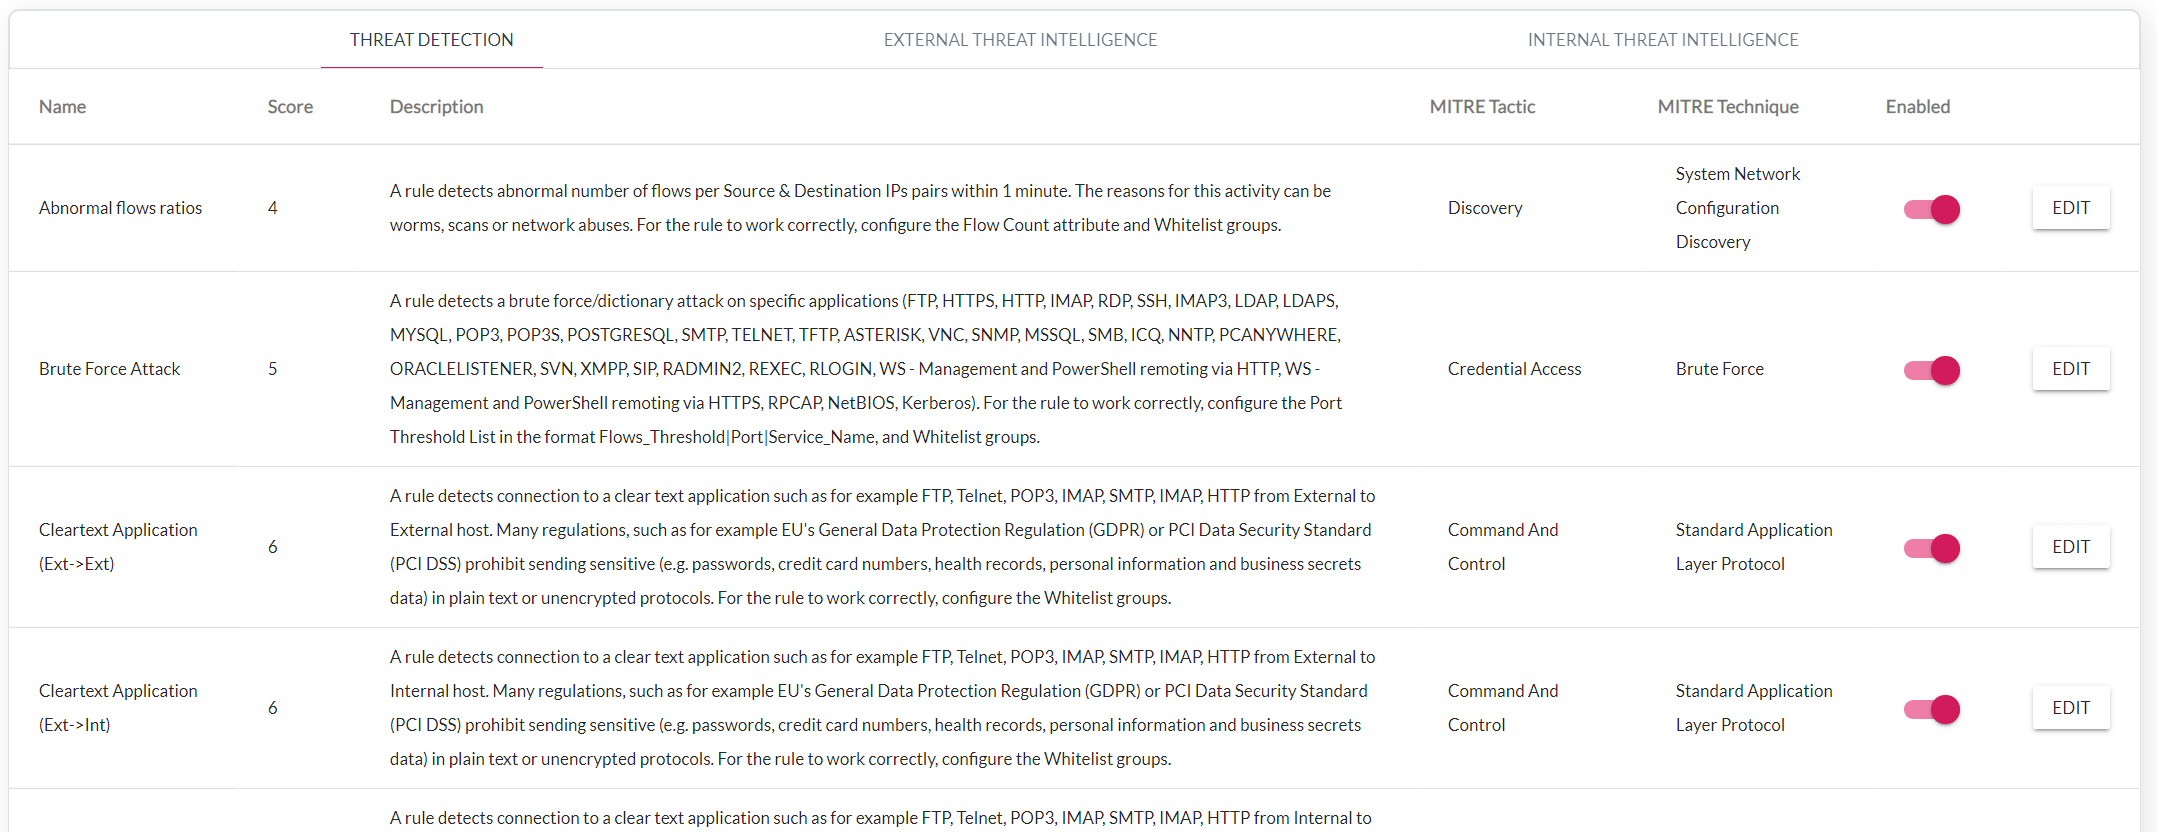 THREAT DETECTION
EXTERNAL THREAT INTELLIGENCE
INTERNAL THREAT INTELLIGENCE
Name
Score
Description
MITRE Tactic
MITRE Technique
Enabled
Abnormal flows ratios
4
A rule detects abnormal number of flows per Source & Destination IPs pairs within 1 minute. The reasons for this activity can be
worms, scans or network abuses. For the rule to work correctly, configure the Flow Count attribute and Whitelist groups.
Discovery
System Network
Configuration
Discovery
EDIT
Brute Force Attack
5
A rule detects a brute force/dictionary attack on specific applications (FTP, HTTPS, HTTP, IMAP, RDP, SSH, IMAP3, LDAP, LDAPS,
MYSQL, POP3, POP3S, POSTGRESQL, SMTP, TELNET, TFTP, ASTERISK, VNC, SNMP, MSSQL, SMB, ICQ, NNTP, PCANYWHERE,
ORACLELISTENER, SVN, XMPP, SIP, RADMIN2, REXEC, RLOGIN, WS - Management and PowerShell remoting via HTTP, WS -
Management and PowerShell remoting via HTTPS, RPCAP, NetBIOS, Kerberos). For the rule to work correctly, configure the Port
Threshold List in the format Flows_Threshold|Port|Service_Name, and Whitelist groups.
Credential Access
Brute Force
EDIT
Cleartext Application
(Ext->Ext)
6
A rule detects connection to a clear text application such as for example FTP, Telnet, POP3, IMAP, SMTP, IMAP, HTTP from External to
External host. Many regulations, such as for example EU's General Data Protection Regulation (GDPR) or PCI Data Security Standard
(PCI DSS) prohibit sending sensitive (e.g. passwords, credit card numbers, health records, personal information and business secrets
data) in plain text or unencrypted protocols. For the rule to work correctly, configure the Whitelist groups.
Command And
Control
Standard Application
Layer Protocol
EDIT
Cleartext Application
(Ext->Int)
6
A rule detects connection to a clear text application such as for example FTP, Telnet, POP3, IMAP, SMTP, IMAP, HTTP from External to
Internal host. Many regulations, such as for example EU's General Data Protection Regulation (GDPR) or PCI Data Security Standard
(PCI DSS) prohibit sending sensitive (e.g. passwords, credit card numbers, health records, personal information and business secrets
data) in plain text or unencrypted protocols. For the rule to work correctly, configure the Whitelist groups.
Command And
Control
Standard Application
Layer Protocol
EDIT
A rule detects connection to a clear text application such as for example FTP, Telnet, POP3, IMAP, SMTP, IMAP, HTTP from Internal to